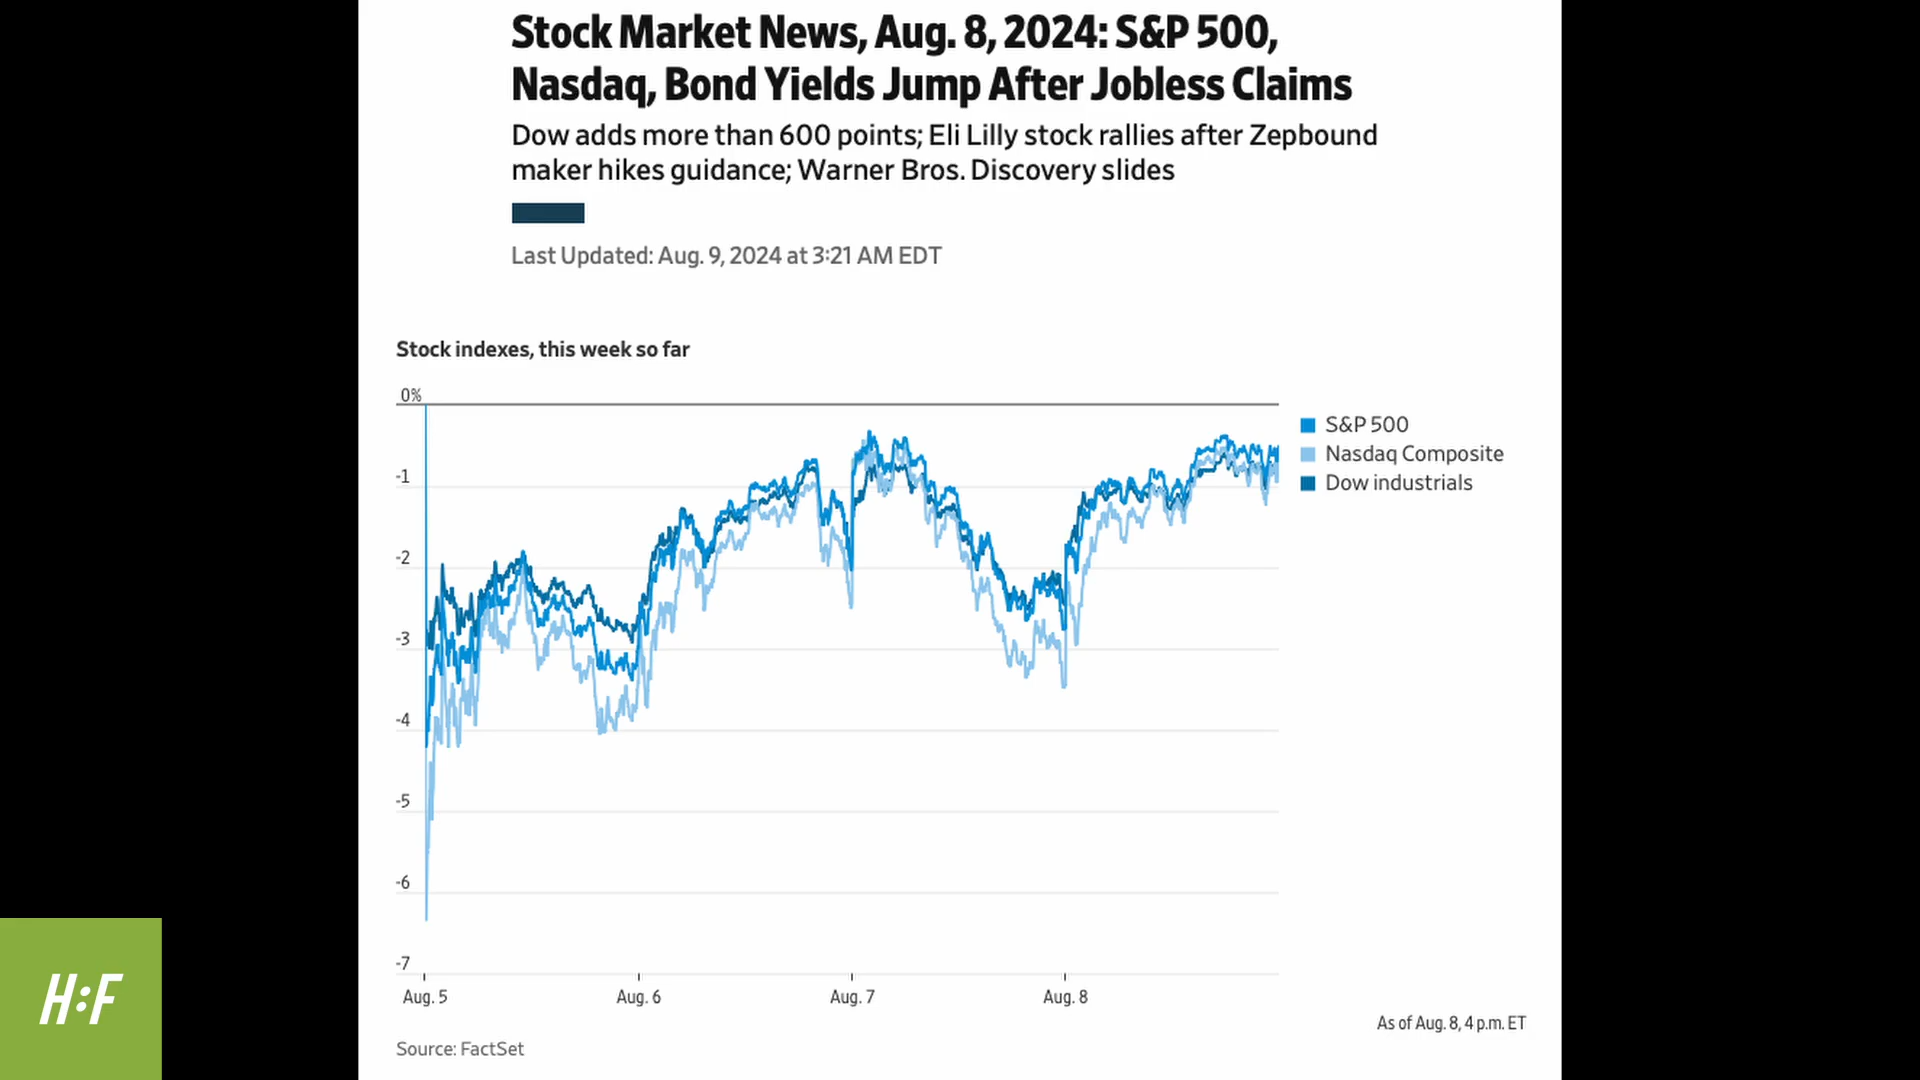 Stock Market News, Aug. 8, 2024: S&P 500,
Nasdaq, Bond Yields Jump After Jobless Claims
Dow adds more than 600 points; Eli Lilly stock rallies after Zepbound
maker hikes guidance; Warner Bros. Discovery slides
Last Updated: Aug. 9, 2024 at 3:21 AM EDT
Stock indexes, this week so far
0%
-1
-2
-3
-4
-5
-6
-7
S&P 500
Nasdaq Composite
Dow industrials
Aug. 5 Aug. 6 Aug. 7 Aug. 8
As of Aug. 8, 4 p.m. ET
Source: FactSet
H:F